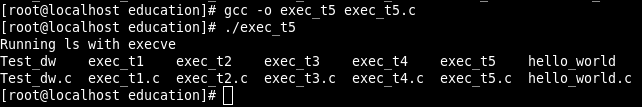 [root@localhost education]# gcc -o exec_t5 exec_t5.c
[root@localhost education]# ./exec_t5
Running ls with execve
Test_dw    exec_t1    exec_t2    exec_t3    exec_t4    exec_t5    hello_world
Test_dw.c  exec_t1.c  exec_t2.c  exec_t3.c  exec_t4.c  exec_t5.c  hello_world.c
[root@localhost education]#